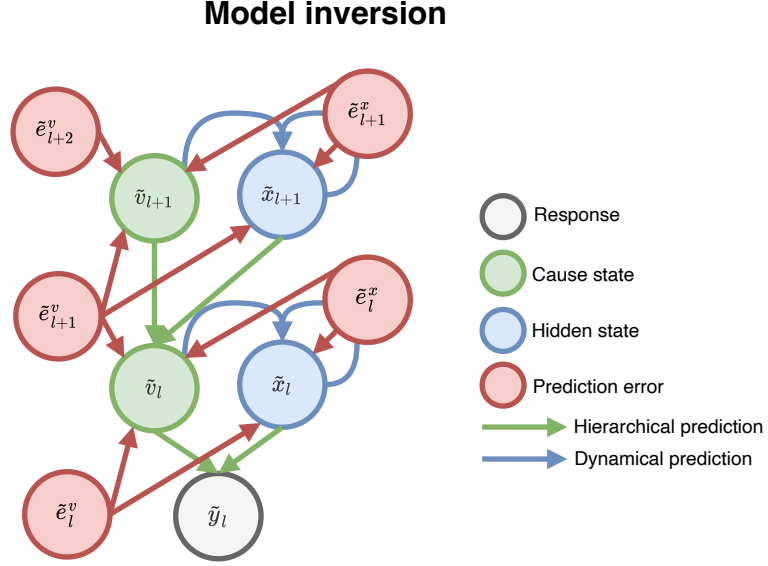 Model inversion
ẽ^v_{l+2}
ẽ^x_{l+1}
ṽ_{l+1}
x̃_{l+1}
ẽ^v_{l+1}
ẽ^x_l
ṽ_l
x̃_l
ẽ^v_l
ỹ_l
Response
Cause state
Hidden state
Prediction error
Hierarchical prediction
Dynamical prediction